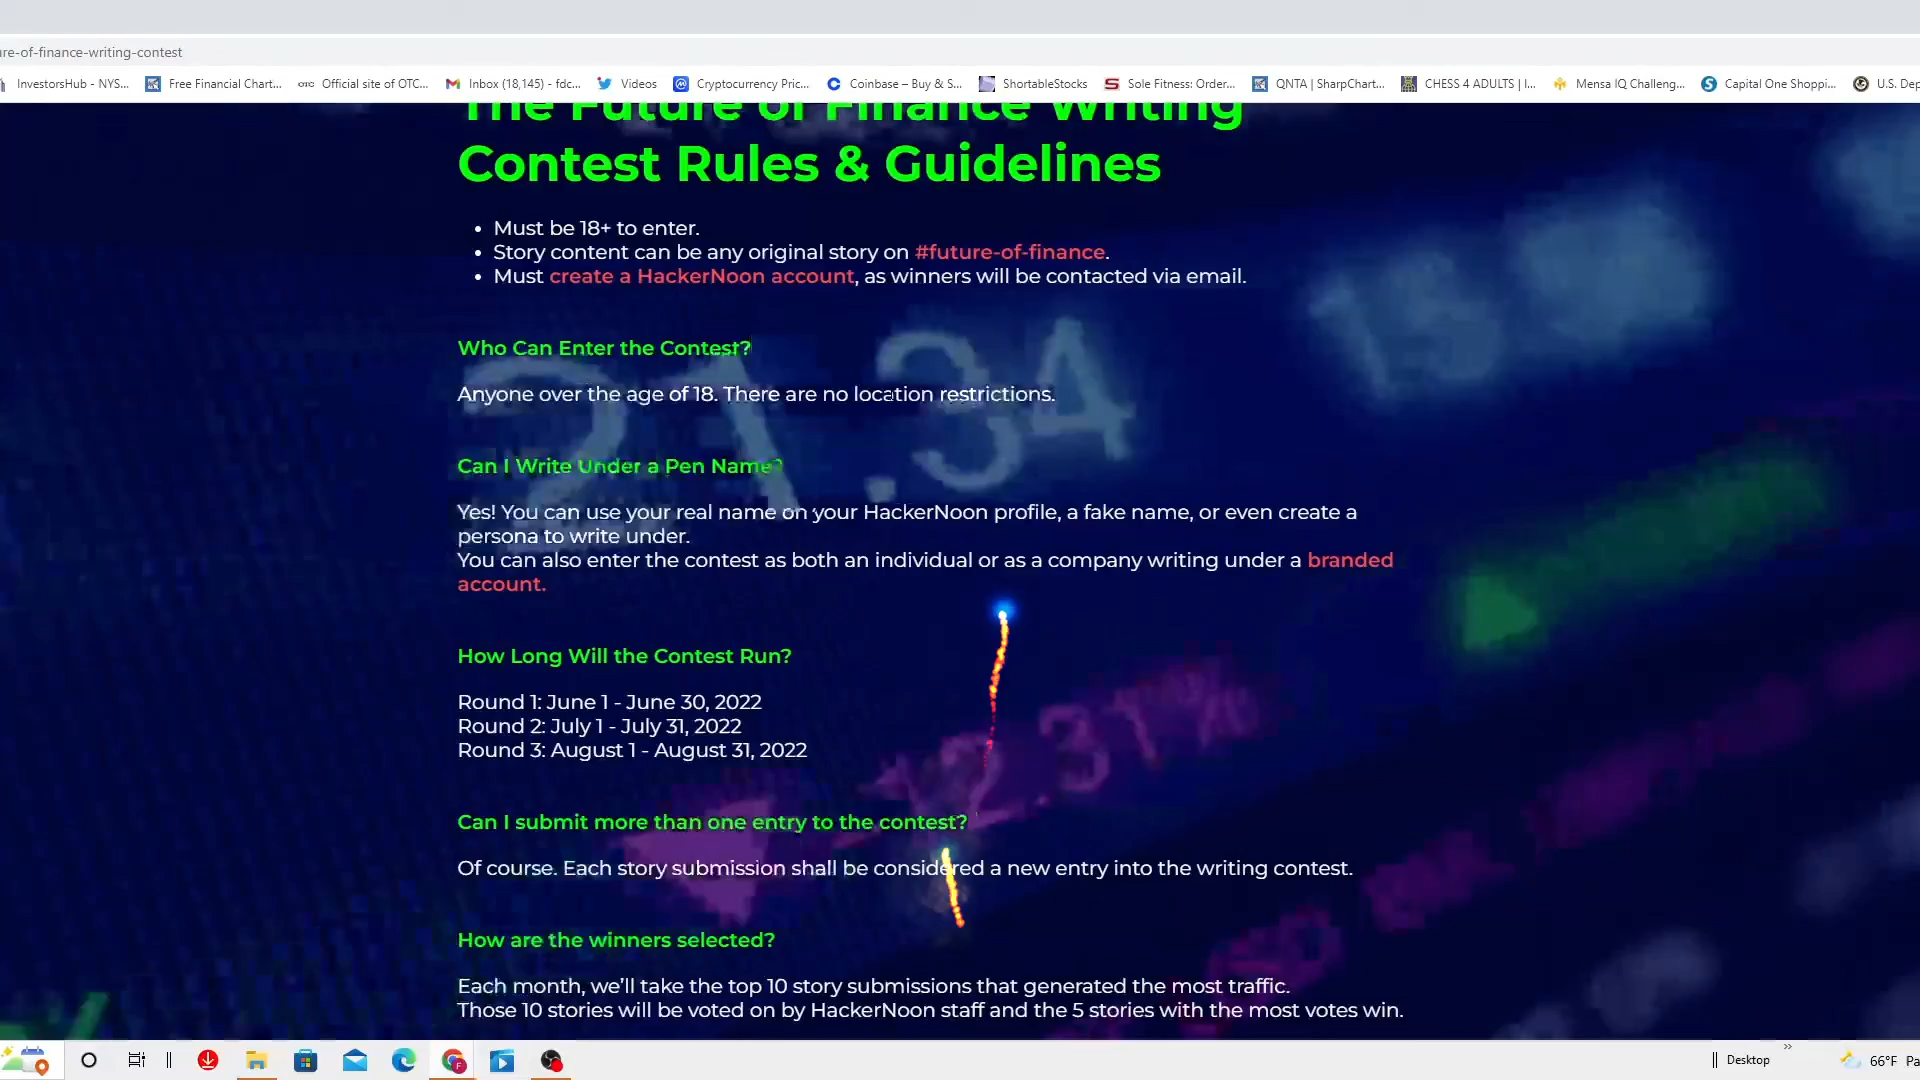 ure-of-finance-writing-contest
InvestorsHub - NYS... Free Financial Chart... Official site of OTC... Inbox (18,145) - fdc... Videos Cryptocurrency Pric... Coinbase – Buy & S... ShortableStocks Sole Fitness: Order... QNTA | SharpChart... CHESS 4 ADULTS | I... Mensa IQ Challeng... Capital One Shoppi... U.S. Dep
The Future of Finance Writing
Contest Rules & Guidelines
• Must be 18+ to enter.
• Story content can be any original story on #future-of-finance.
• Must create a HackerNoon account, as winners will be contacted via email.
Who Can Enter the Contest?
Anyone over the age of 18. There are no location restrictions.
21.34
Can I Write Under a Pen Name?
Yes! You can use your real name on your HackerNoon profile, a fake name, or even create a
persona to write under.
You can also enter the contest as both an individual or as a company writing under a branded
account.
How Long Will the Contest Run?
Round 1: June 1 - June 30, 2022
Round 2: July 1 - July 31, 2022
Round 3: August 1 - August 31, 2022
Can I submit more than one entry to the contest?
Of course. Each story submission shall be considered a new entry into the writing contest.
How are the winners selected?
Each month, we'll take the top 10 story submissions that generated the most traffic.
Those 10 stories will be voted on by HackerNoon staff and the 5 stories with the most votes win.
Desktop
66°F Pa